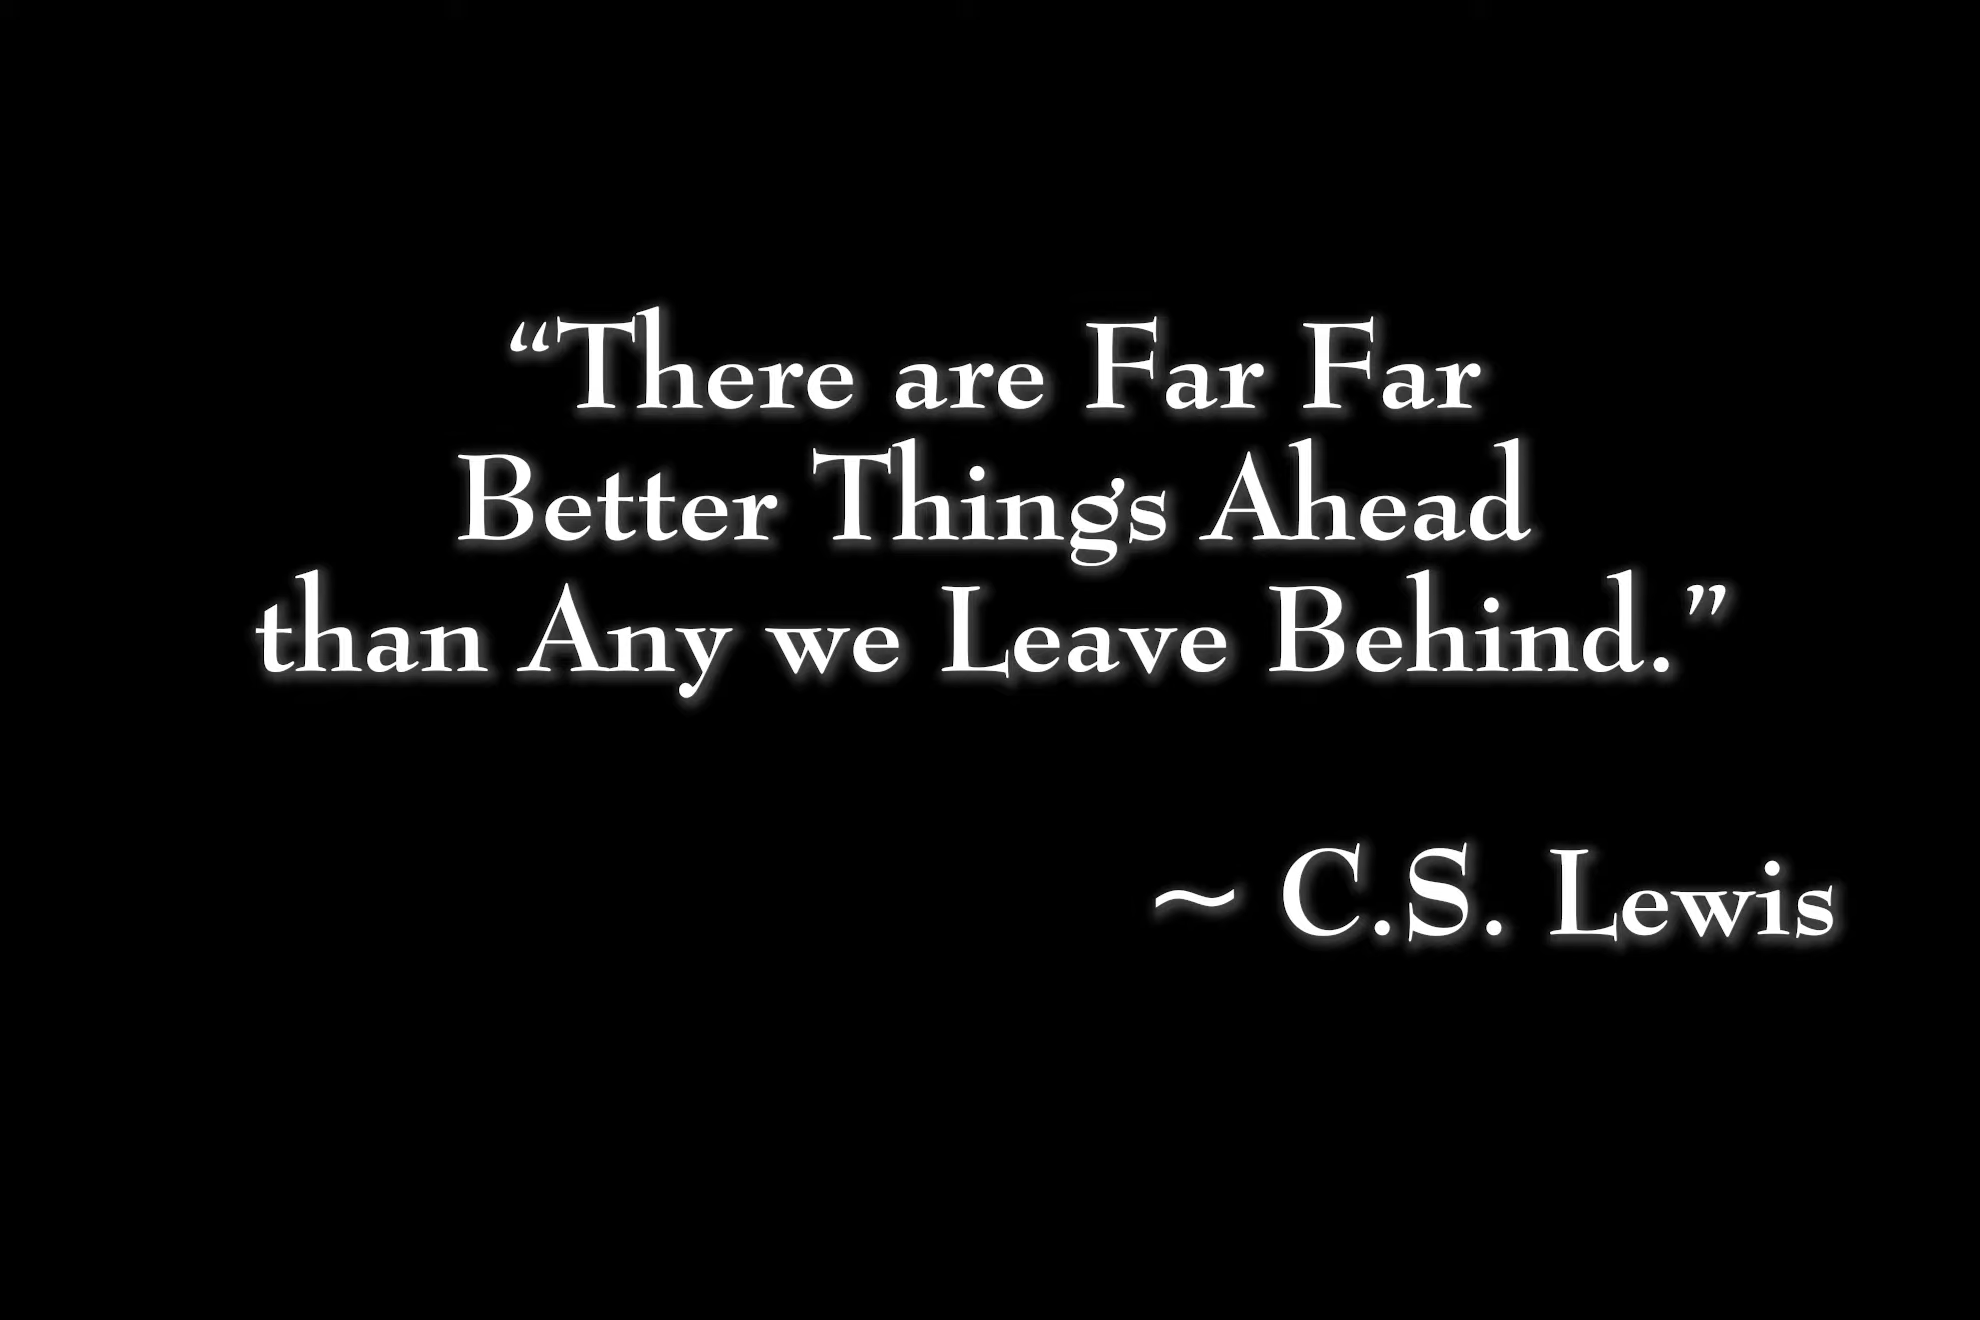 “There are Far Far
Better Things Ahead
than Any we Leave Behind.”
~ C.S. Lewis